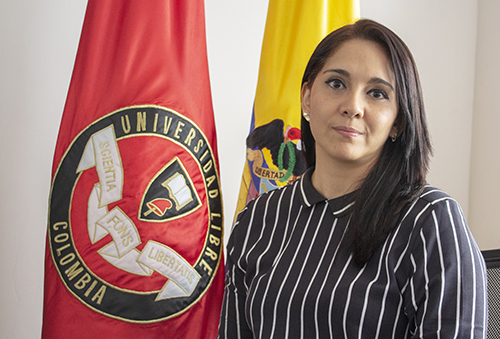 UNIVERSIDAD LIBRE
COLOMBIA
SCIENTIA
FONS
LIBERTATIS
LIBERTAD